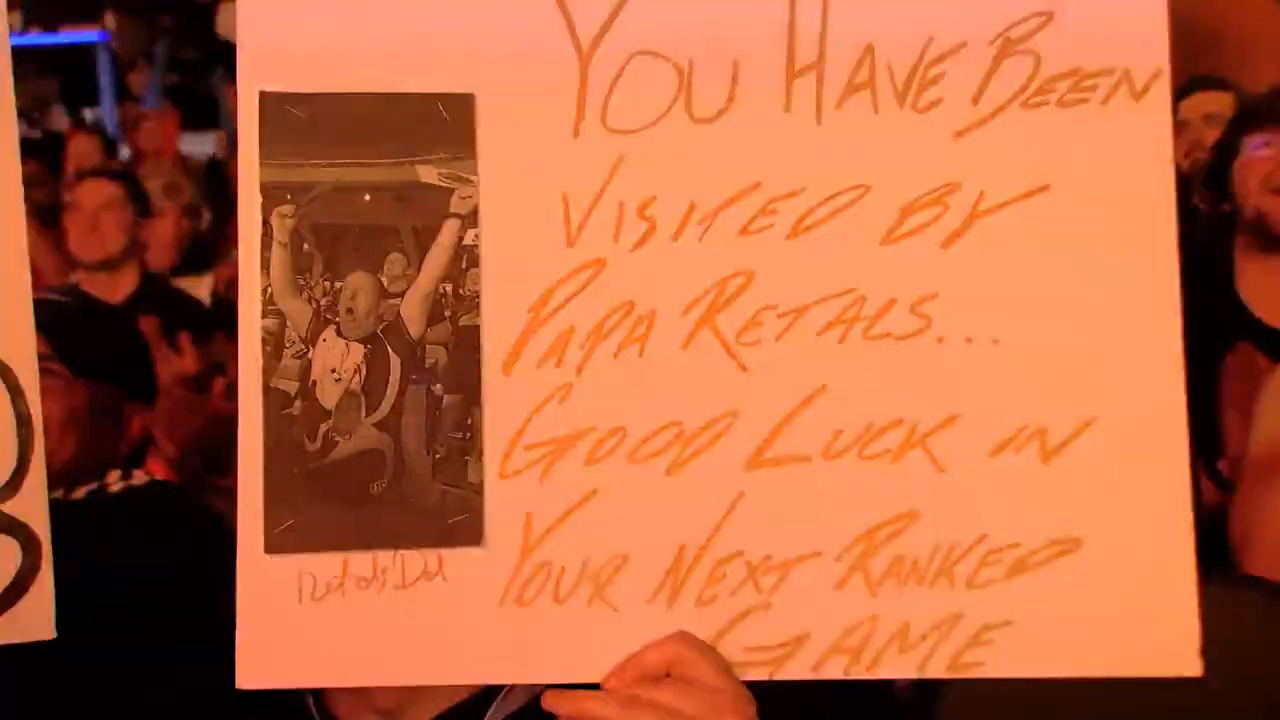 YOU HAVE BEEN
VISITED BY
PAPA RETALS...
GOOD LUCK IN
YOUR NEXT RANKED
GAME
retals' Dad